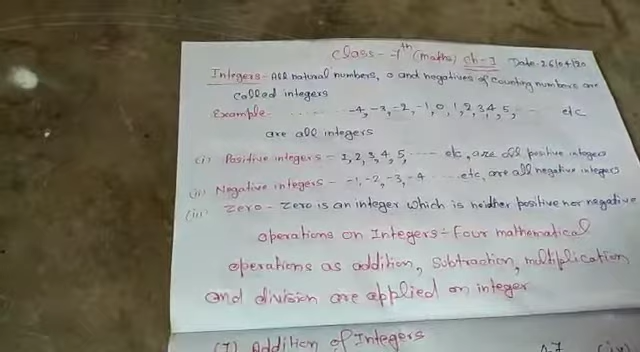 Class - 7th (maths) Ch-1 Date-26/04/20
Integers - All natural numbers, 0 and negatives of counting numbers are
called integers
Example ....... -4, -3, -2, -1, 0, 1, 2, 3, 4, 5, ..... etc
are all integers
(i) Positive integers - 1, 2, 3, 4, 5, ..... etc, are all positive integers
(ii) Negative integers - -1, -2, -3, -4 ..... etc, are all negative integers
(iii) Zero - Zero is an integer which is neither positive nor negative
operations on Integers÷ Four mathematical
operations as addition, subtraction, multiplication
and division are applied on integer
(I) Addition of Integers